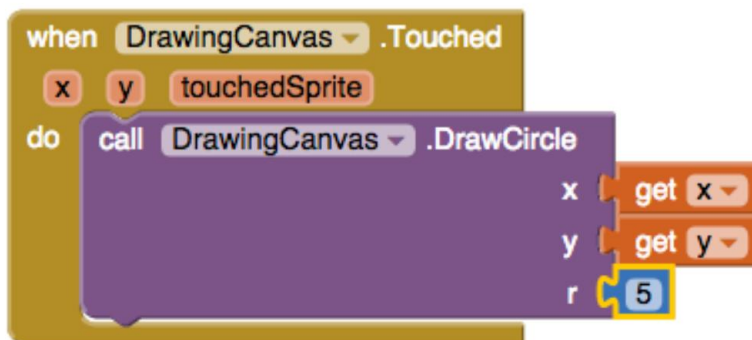 when DrawingCanvas .Touched
x y touchedSprite
do call DrawingCanvas .DrawCircle
x get x
y get y
r 5